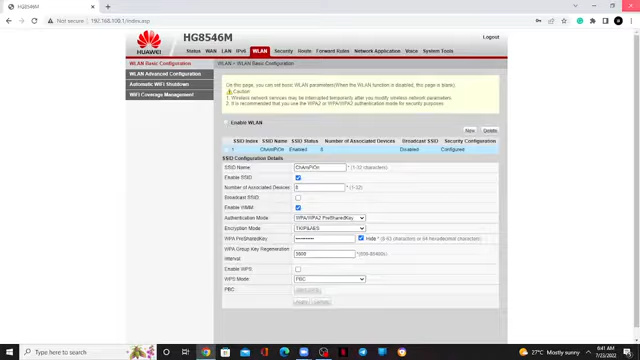 HG8546M
Not secure | 192.168.100.1/index.asp
HUAWEI
HG8546M
Logout
Status WAN LAN IPv6 WLAN Security Route Forward Rules Network Application Voice System Tools
WLAN Basic Configuration
WLAN > WLAN Basic Configuration
WLAN Advanced Configuration
Automatic WiFi Shutdown
WiFi Coverage Management
On this page, you can set basic WLAN parameters(When the WLAN function is disabled, this page is blank).
Caution
1. Wireless network services may be interrupted temporarily after you modify wireless network parameters.
2. It is recommended that you use the WPA2 or WPA/WPA2 authentication mode for security purposes.
Enable WLAN
New Delete
SSID Index SSID Name SSID Status Number of Associated Devices Broadcast SSID Security Configuration
1 ChAmPiOn Enabled 8 Disabled Configured
SSID Configuration Details
SSID Name ChAmPiOn * (1-32 characters)
Enable SSID
Number of Associated Devices 8 * (1-32)
Broadcast SSID
Enable WMM
Authentication Mode WPA/WPA2 PreSharedKey
Encryption Mode TKIP&AES
WPA PreSharedKey Hide * (8-63 characters or 64 hexadecimal characters)
WPA Group Key Regeneration Interval 3600 *(600-86400s)
Enable WPS
WPS Mode PBC
PBC Start WPS
Apply Cancel
Type here to search
27°C Mostly sunny
6:41 AM
7/23/2022